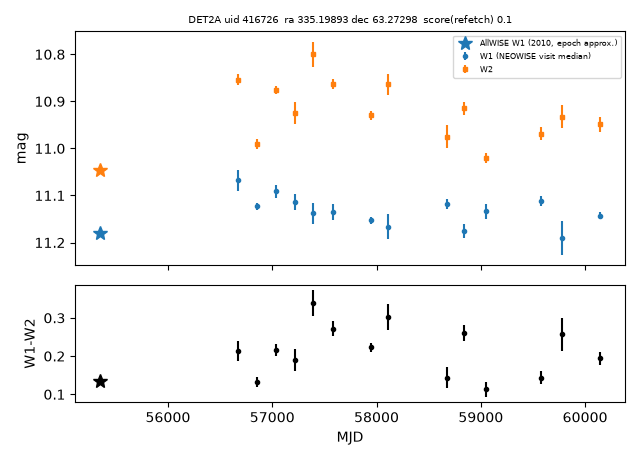 DET2A uid 416726  ra 335.19893 dec 63.27298  score(refetch) 0.1
AllWISE W1 (2010, epoch approx.)
W1 (NEOWISE visit median)
W2
mag
10.8
10.9
11.0
11.1
11.2
W1-W2
0.3
0.2
0.1
56000
57000
58000
59000
60000
MJD